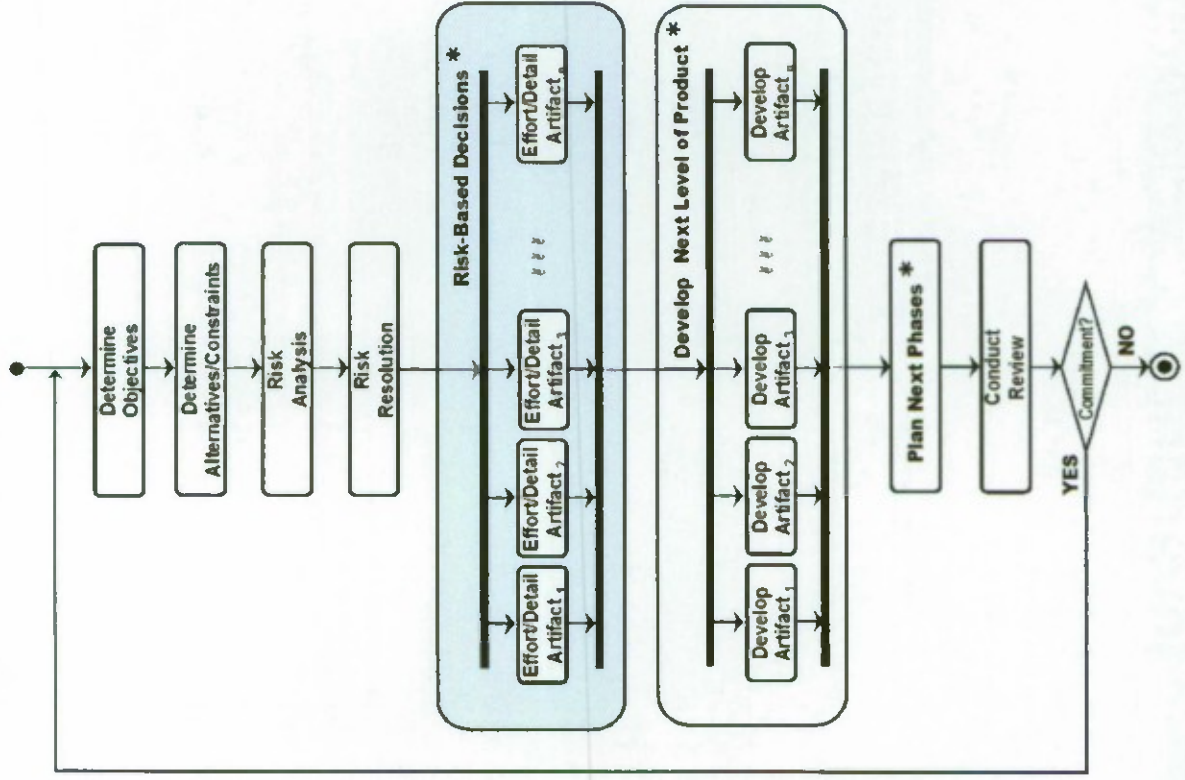 Determine
Objectives
Determine
Alternatives/Constraints
Risk
Analysis
Risk
Resolution
Risk-Based Decisions *
Effort/Detail
Artifact 1
Effort/Detail
Artifact 2
Effort/Detail
Artifact 3
Effort/Detail
Artifact n
Develop Next Level of Product *
Develop
Artifact 1
Develop
Artifact 2
Develop
Artifact 3
Develop
Artifact n
Plan Next Phases *
Conduct
Review
Commitment?
YES
NO